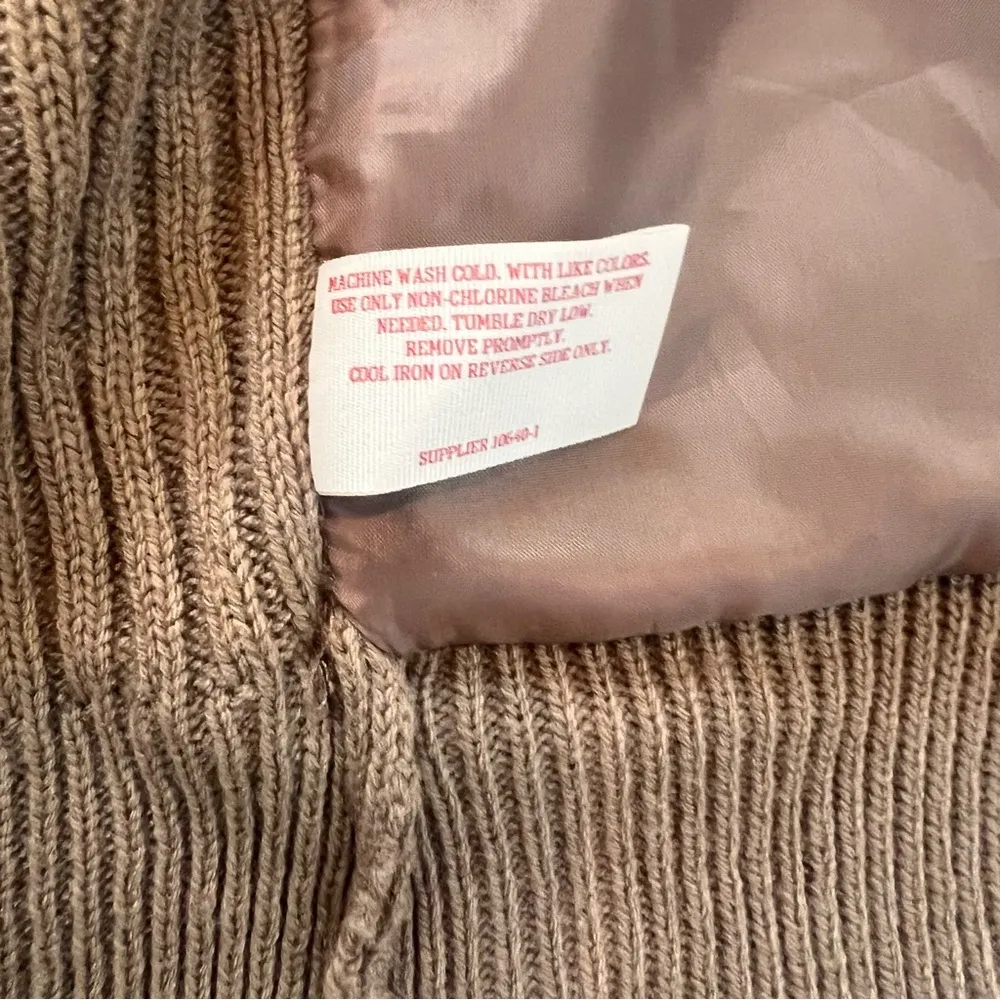 MACHINE WASH COLD. WITH LIKE COLORS.
USE ONLY NON-CHLORINE BLEACH WHEN
NEEDED. TUMBLE DRY LOW.
REMOVE PROMPTLY.
COOL IRON ON REVERSE SIDE ONLY.
SUPPLIER 10640-1